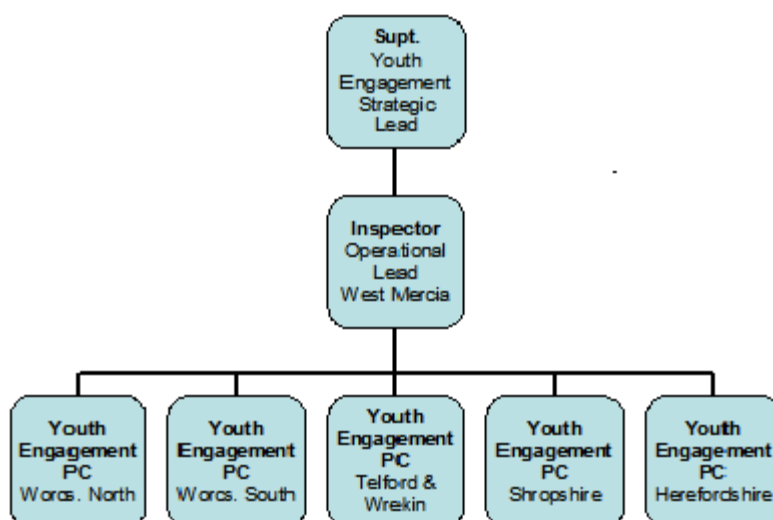 Supt.
Youth
Engagement
Strategic
Lead
Inspector
Operational
Lead
West Mercia
Youth
Engagement
PC
Worcs. North
Youth
Engagement
PC
Worcs. South
Youth
Engagement
PC
Telford &
Wrekin
Youth
Engagement
PC
Shropshire
Youth
Engagement
PC
Herefordshire